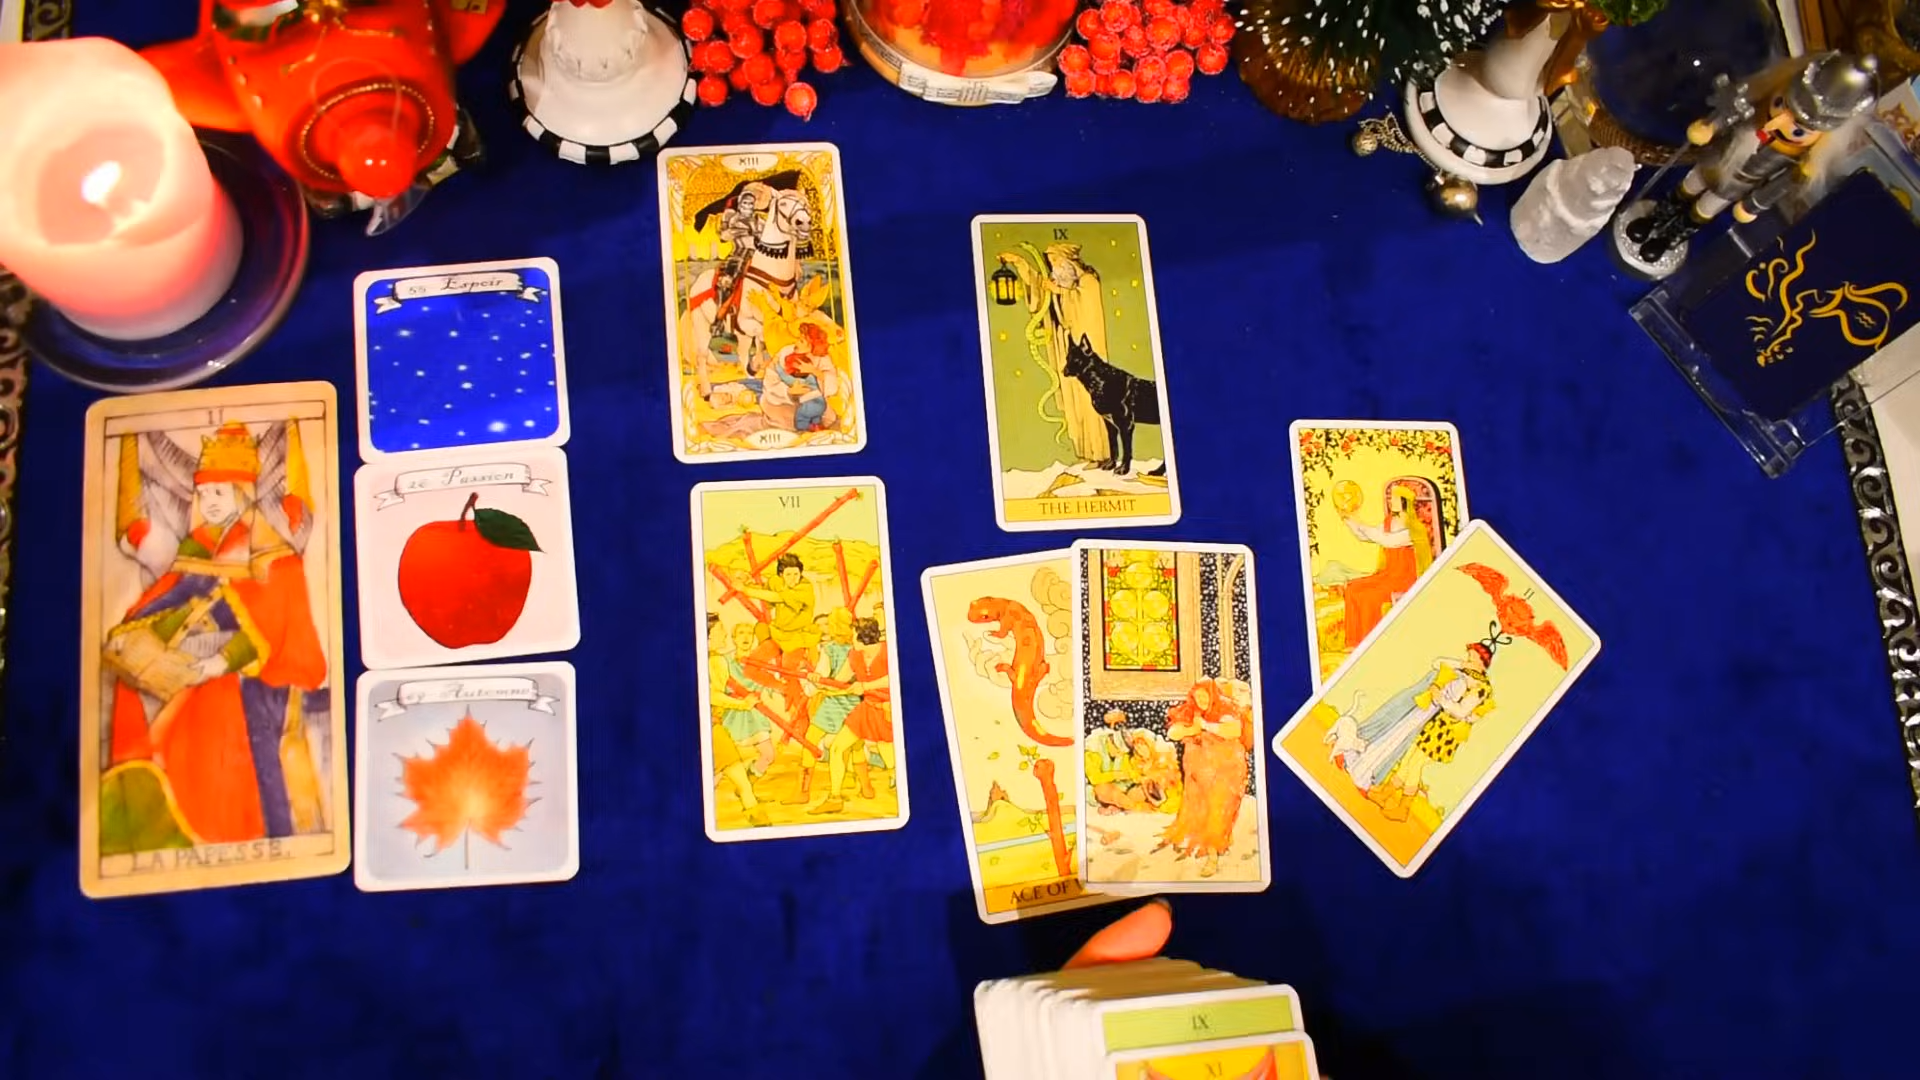 II
LA PAPESSE.
55 Espoir
26 Passion
69 - Automne
XIII
XIII
VII
IX
THE HERMIT
ACE OF
II
IX
XI